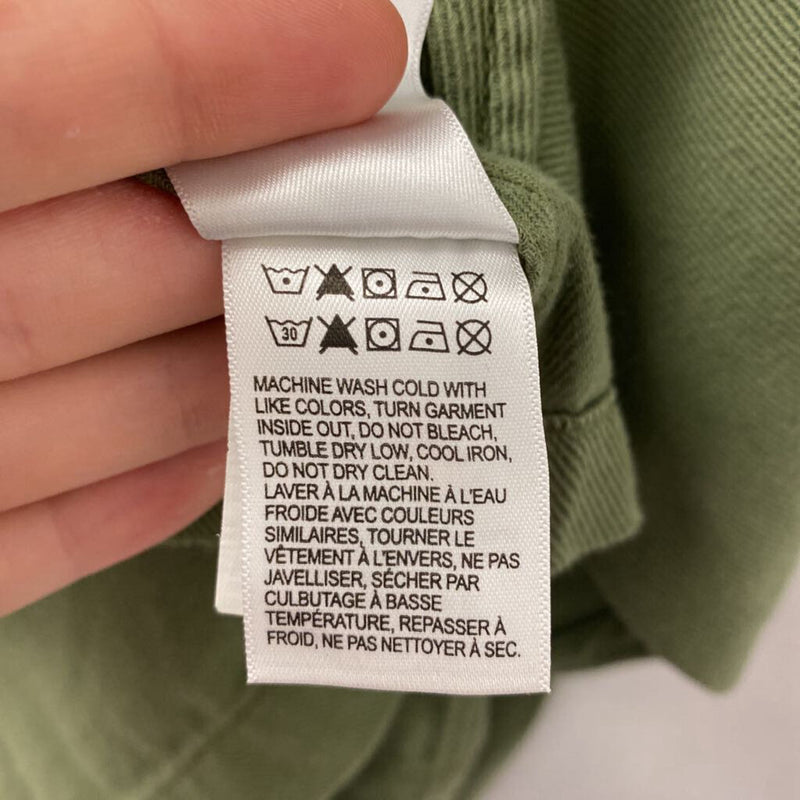 30
MACHINE WASH COLD WITH
LIKE COLORS, TURN GARMENT
INSIDE OUT, DO NOT BLEACH,
TUMBLE DRY LOW, COOL IRON,
DO NOT DRY CLEAN.
LAVER À LA MACHINE À L'EAU
FROIDE AVEC COULEURS
SIMILAIRES, TOURNER LE
VÊTEMENT À L'ENVERS, NE PAS
JAVELLISER, SÉCHER PAR
CULBUTAGE À BASSE
TEMPÉRATURE, REPASSER À
FROID, NE PAS NETTOYER À SEC.